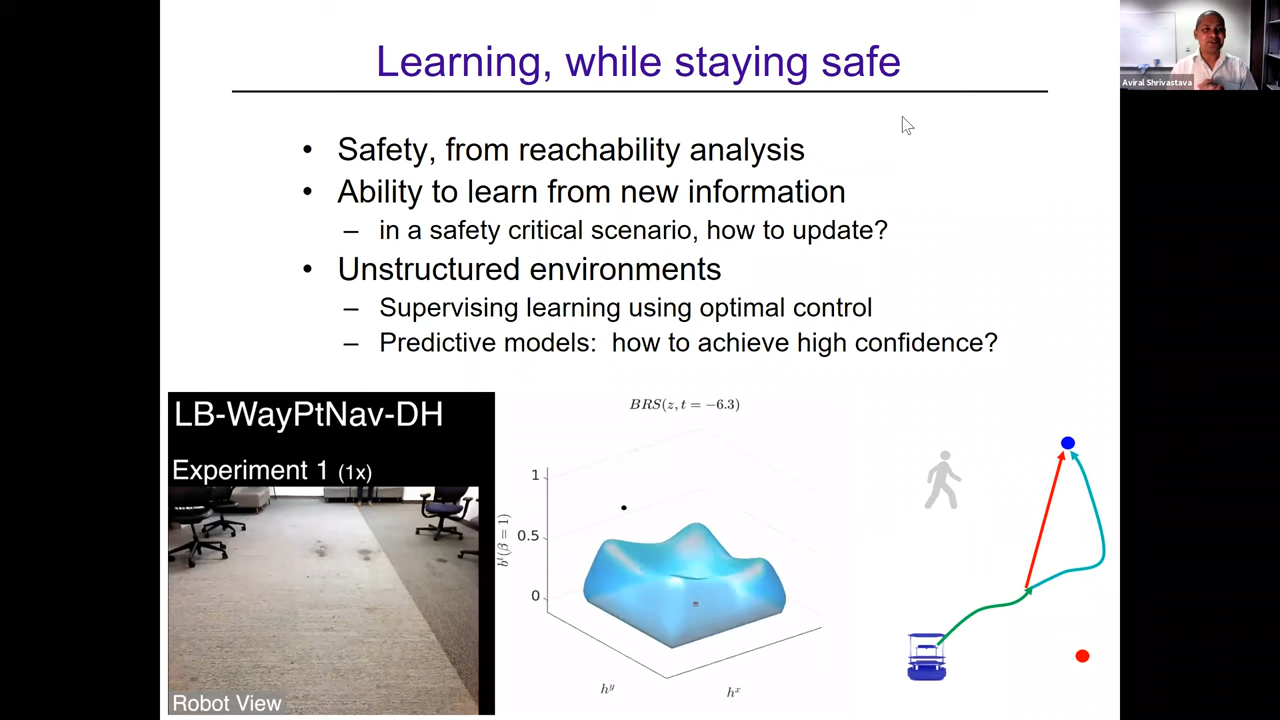 Learning, while staying safe
Aviral Shrivastava
• Safety, from reachability analysis
• Ability to learn from new information
– in a safety critical scenario, how to update?
• Unstructured environments
– Supervising learning using optimal control
– Predictive models: how to achieve high confidence?
LB-WayPtNav-DH
Experiment 1 (1x)
Robot View
BRS(z, t = −6.3)
1
0.5
0
b^t(β = 1)
h^y
h^x